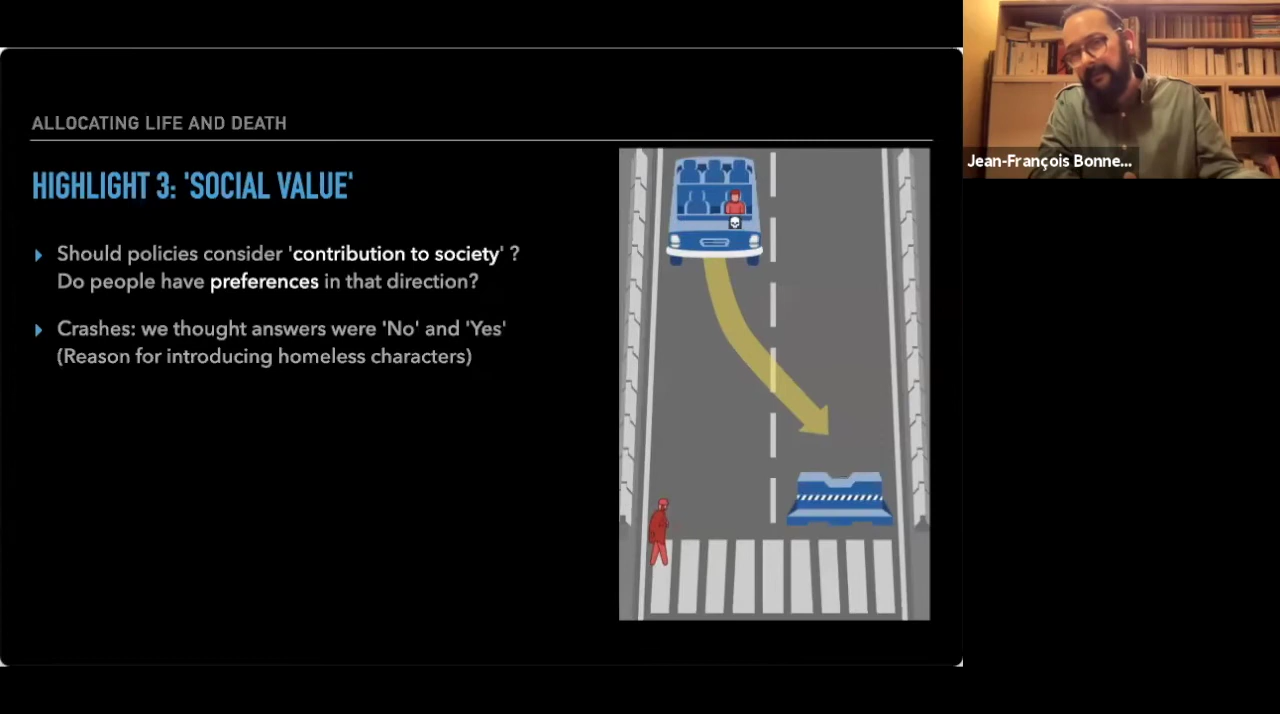 ALLOCATING LIFE AND DEATH
HIGHLIGHT 3: 'SOCIAL VALUE'
Should policies consider 'contribution to society' ?
Do people have preferences in that direction?
Crashes: we thought answers were 'No' and 'Yes'
(Reason for introducing homeless characters)
Jean-François Bonne...